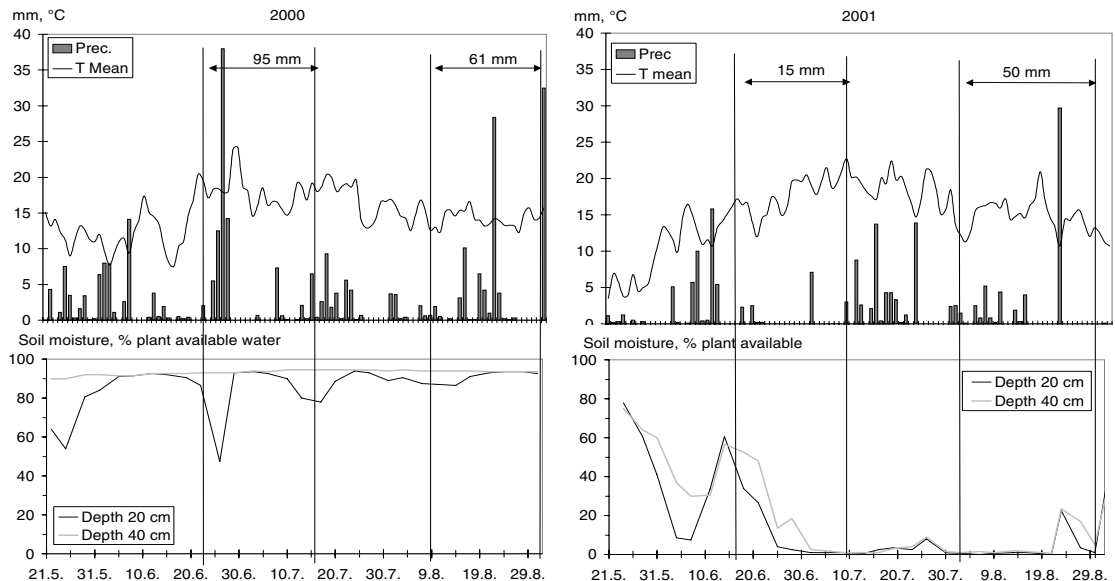 mm, °C
2000
40
35
30
25
20
15
10
5
0
Prec.
T Mean
95 mm
61 mm
Soil moisture, % plant available water
100
80
60
40
20
0
Depth 20 cm
Depth 40 cm
21.5. 31.5. 10.6. 20.6 30.6. 10.7. 20.7. 30.7. 9.8. 19.8. 29.8.
mm, °C
2001
40
35
30
25
20
15
10
5
0
Prec
T mean
15 mm
50 mm
Soil moisture, % plant available
100
80
60
40
20
0
Depth 20 cm
Depth 40 cm
21.5. 31.5. 10.6. 20.6. 30.6. 10.7. 20.7. 30.7. 9.8. 19.8. 29.8.